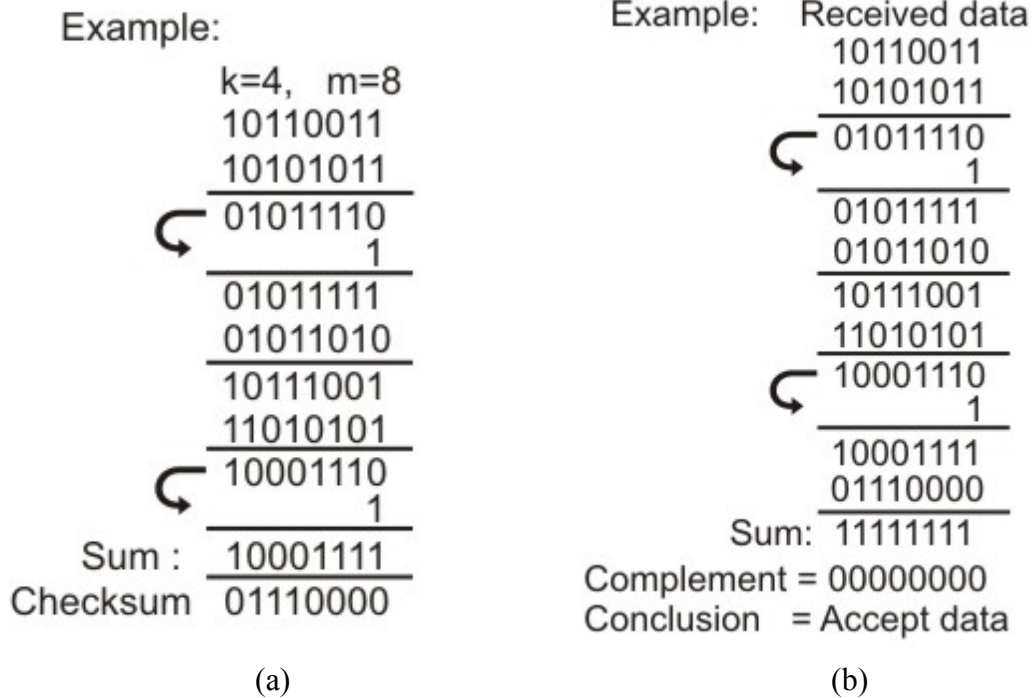 Example:
k=4, m=8
10110011
10101011
01011110
1
01011111
01011010
10111001
11010101
10001110
1
Sum : 10001111
Checksum 01110000
(a)
Example: Received data
10110011
10101011
01011110
1
01011111
01011010
10111001
11010101
10001110
1
10001111
01110000
Sum: 11111111
Complement = 00000000
Conclusion = Accept data
(b)